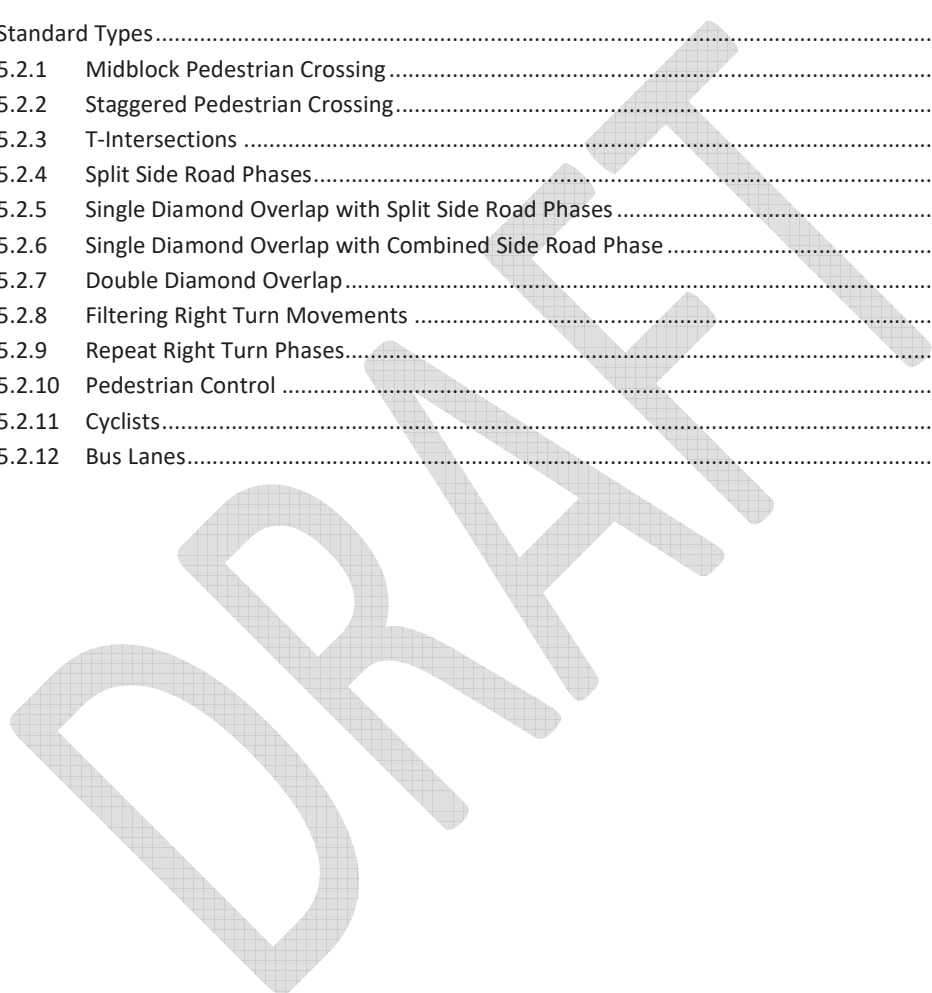 Standard Types
5.2.1 Midblock Pedestrian Crossing
5.2.2 Staggered Pedestrian Crossing
5.2.3 T-Intersections
5.2.4 Split Side Road Phases
5.2.5 Single Diamond Overlap with Split Side Road Phases
5.2.6 Single Diamond Overlap with Combined Side Road Phase
5.2.7 Double Diamond Overlap
5.2.8 Filtering Right Turn Movements
5.2.9 Repeat Right Turn Phases
5.2.10 Pedestrian Control
5.2.11 Cyclists
5.2.12 Bus Lanes
DRAFT